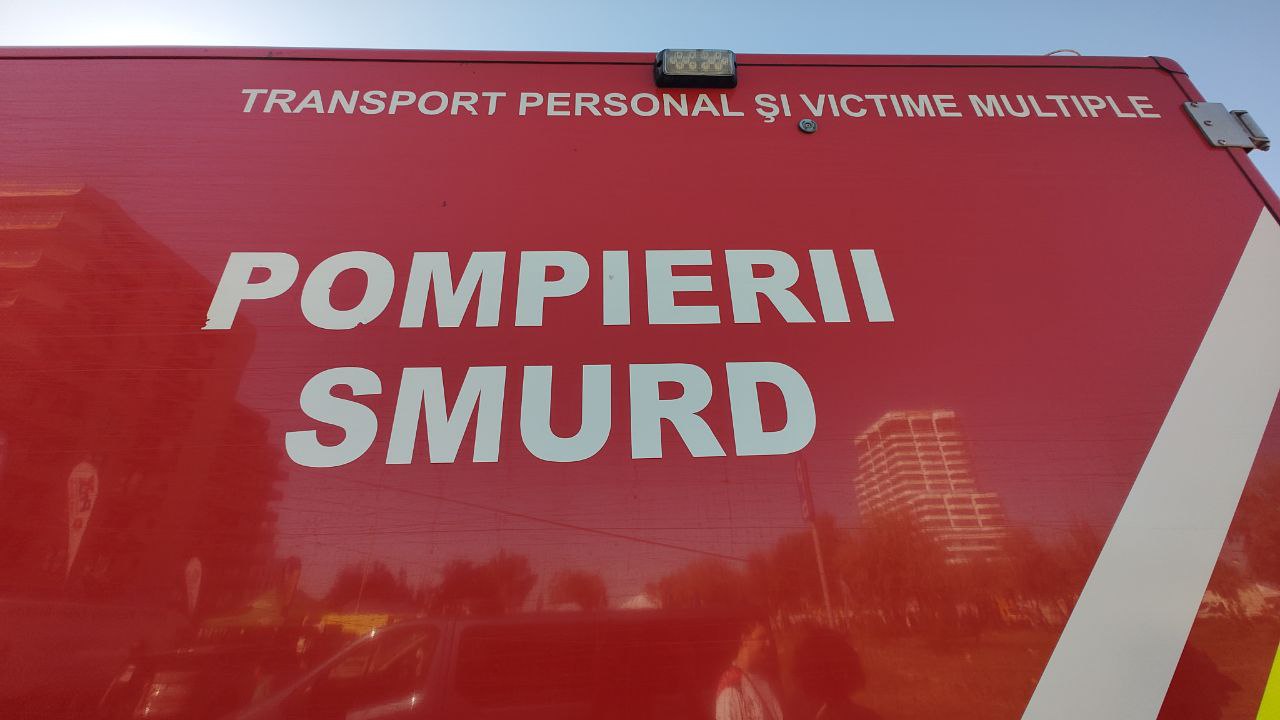 TRANSPORT PERSONAL ŞI VICTIME MULTIPLE
POMPIERII
SMURD